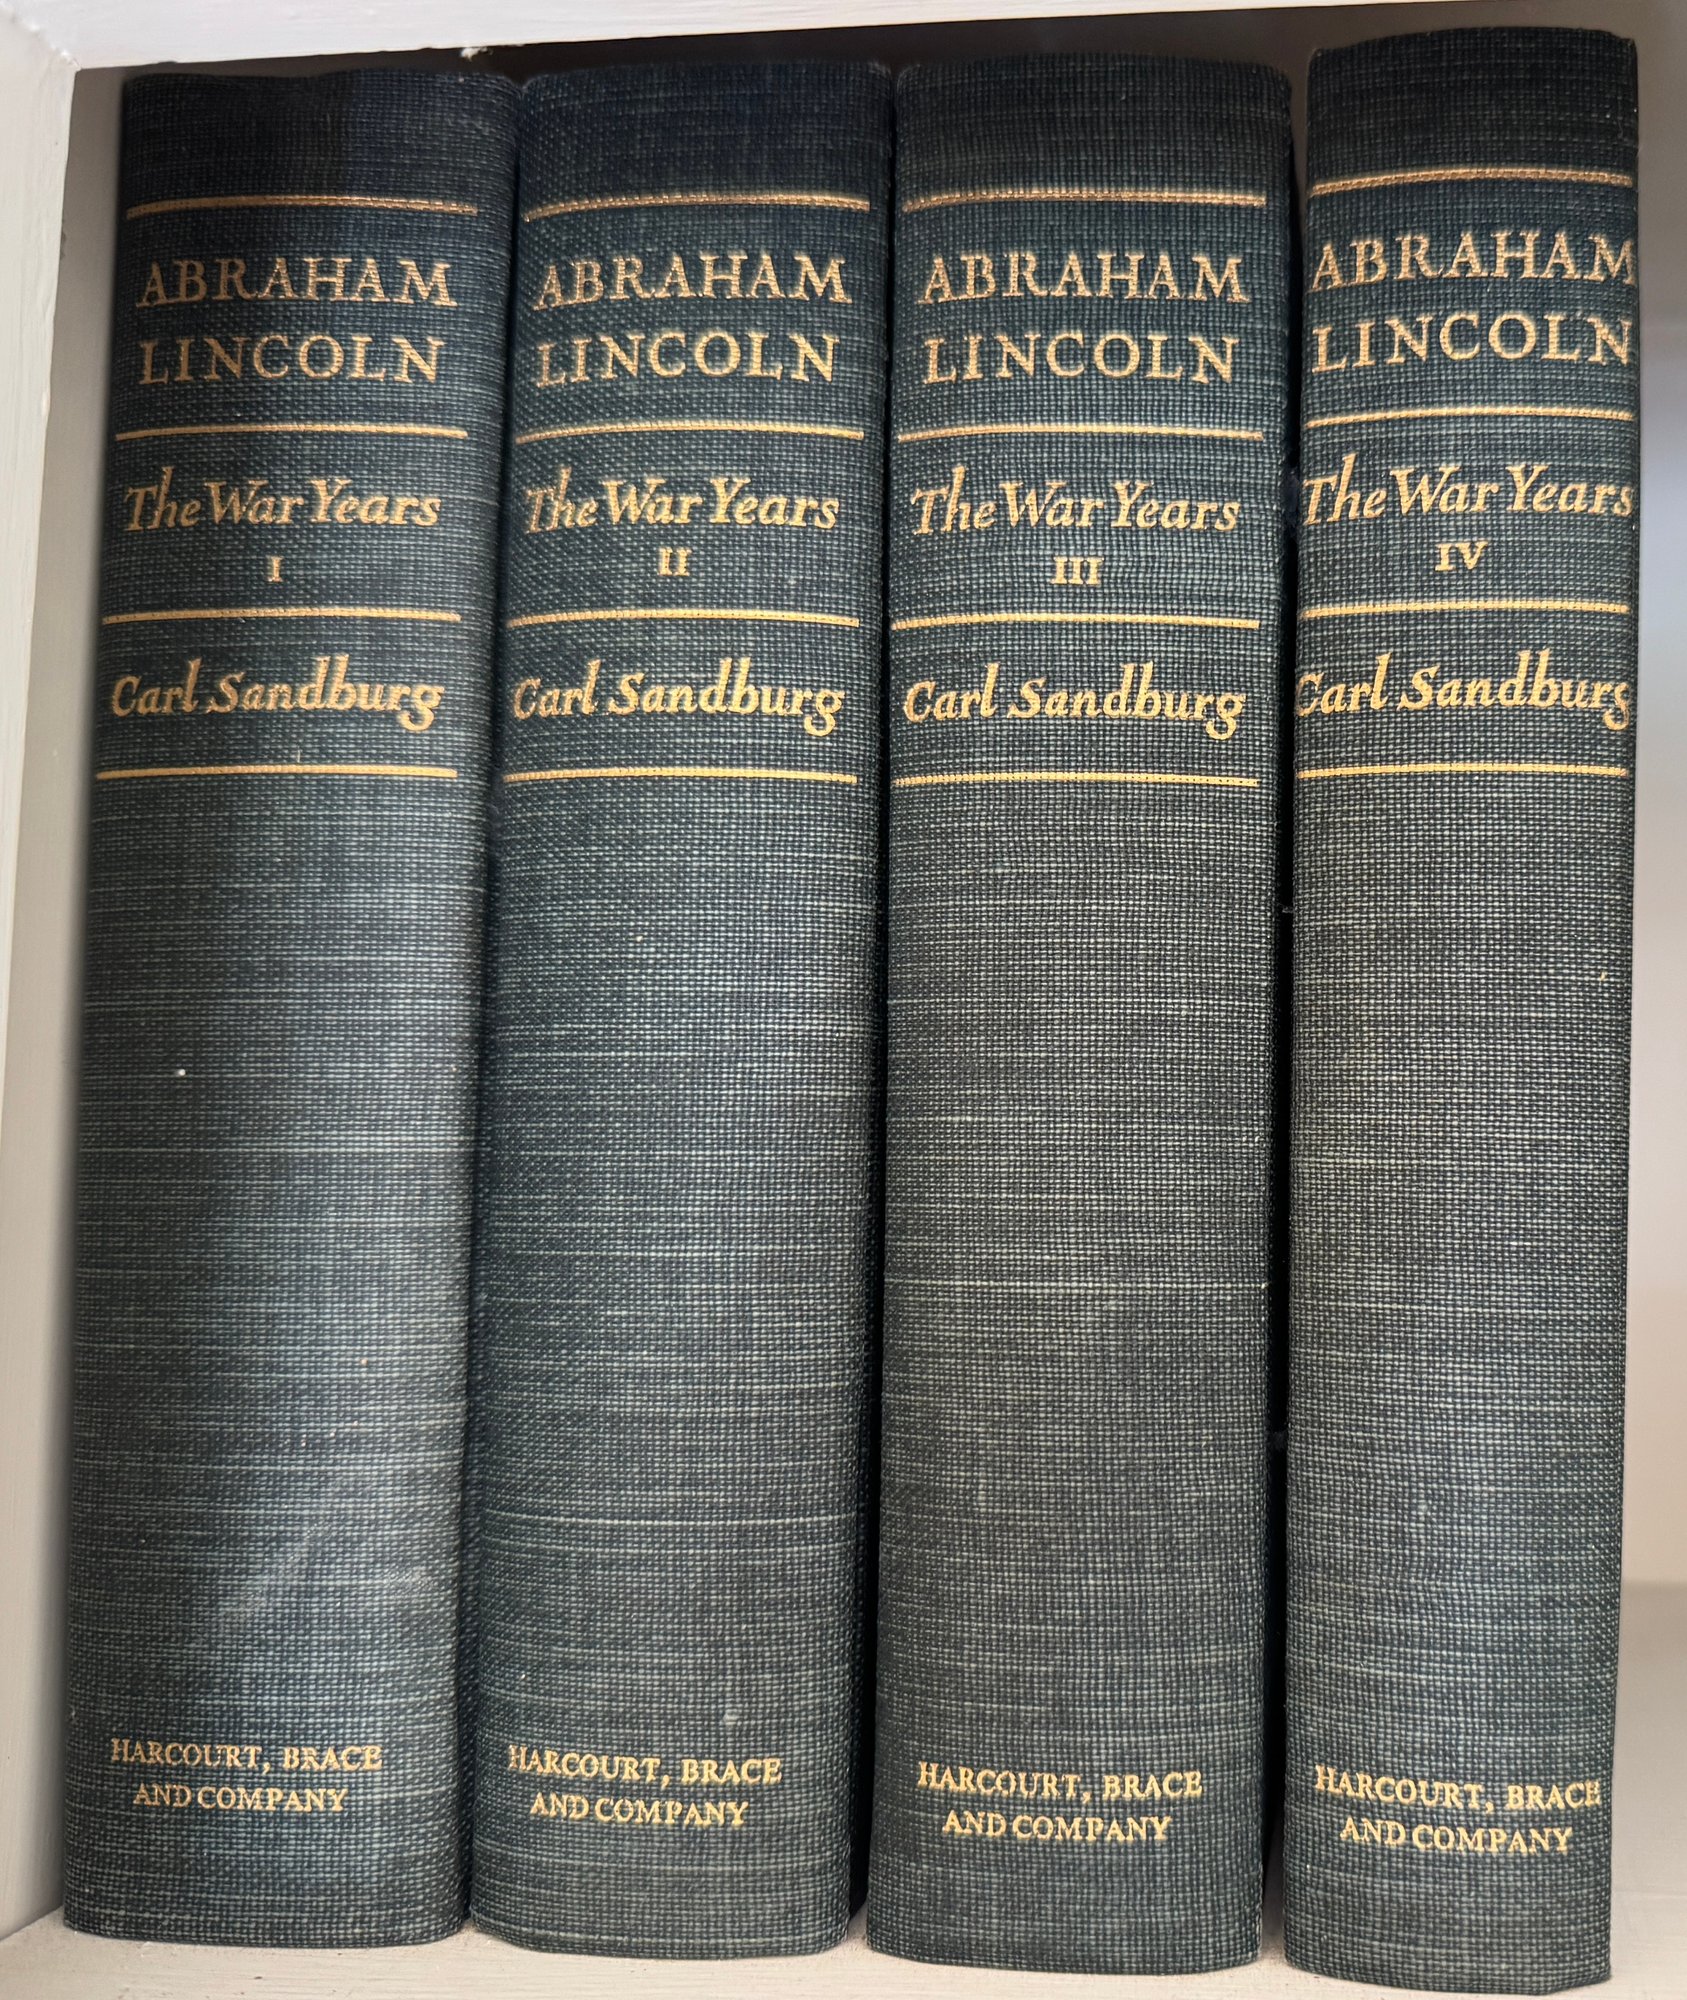 ABRAHAM
LINCOLN
The War Years
I
Carl Sandburg
HARCOURT, BRACE
AND COMPANY
ABRAHAM
LINCOLN
The War Years
II
Carl Sandburg
HARCOURT, BRACE
AND COMPANY
ABRAHAM
LINCOLN
The War Years
III
Carl Sandburg
HARCOURT, BRACE
AND COMPANY
ABRAHAM
LINCOLN
The War Years
IV
Carl Sandburg
HARCOURT, BRACE
AND COMPANY